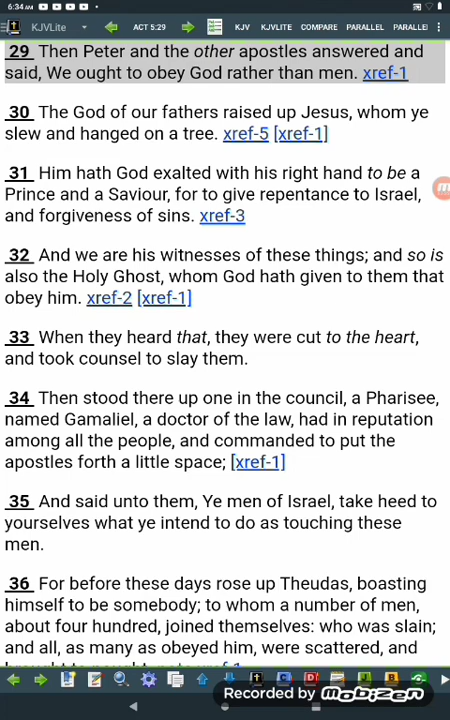 6:34 AM
KJVLite ACT 5:29 KJV KJVLITE COMPARE PARALLEL PARALLE
29 Then Peter and the other apostles answered and
said, We ought to obey God rather than men. xref-1
30 The God of our fathers raised up Jesus, whom ye
slew and hanged on a tree. xref-5 [xref-1]
31 Him hath God exalted with his right hand to be a
Prince and a Saviour, for to give repentance to Israel,
and forgiveness of sins. xref-3
32 And we are his witnesses of these things; and so is
also the Holy Ghost, whom God hath given to them that
obey him. xref-2 [xref-1]
33 When they heard that, they were cut to the heart,
and took counsel to slay them.
34 Then stood there up one in the council, a Pharisee,
named Gamaliel, a doctor of the law, had in reputation
among all the people, and commanded to put the
apostles forth a little space; [xref-1]
35 And said unto them, Ye men of Israel, take heed to
yourselves what ye intend to do as touching these
men.
36 For before these days rose up Theudas, boasting
himself to be somebody; to whom a number of men,
about four hundred, joined themselves: who was slain;
and all, as many as obeyed him, were scattered, and
Recorded by mobizen